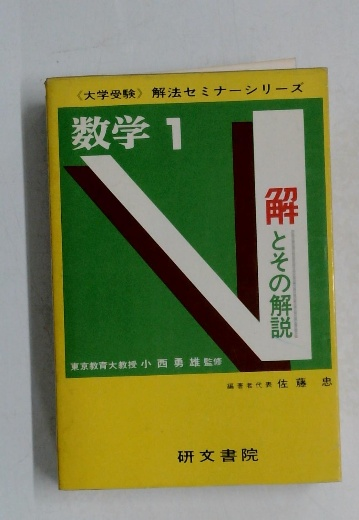 《大学受験》 解法セミナーシリーズ
数学 1
解とその解説
東京教育大教授 小西勇雄 監修
編著者代表 佐藤 忠
研文書院